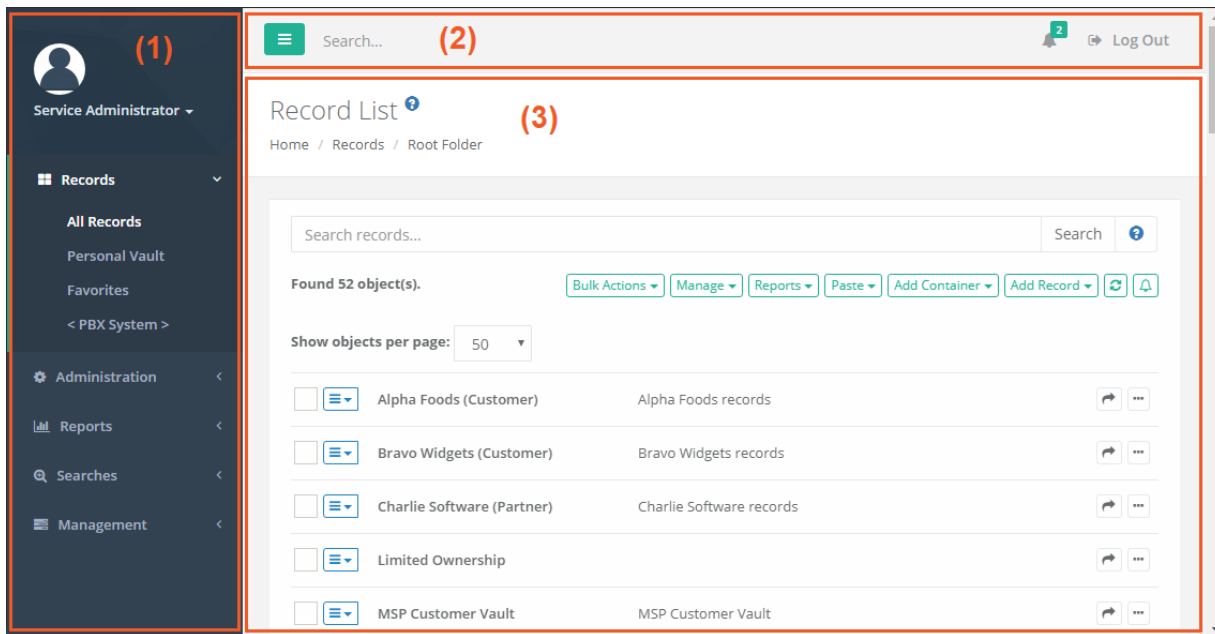 (1)
Service Administrator
Records
All Records
Personal Vault
Favorites
< PBX System >
Administration
Reports
Searches
Management
Search... (2) 2 Log Out
Record List ? (3)
Home / Records / Root Folder
Search records... Search ?
Found 52 object(s). Bulk Actions Manage Reports Paste Add Container Add Record
Show objects per page: 50
Alpha Foods (Customer) Alpha Foods records
Bravo Widgets (Customer) Bravo Widgets records
Charlie Software (Partner) Charlie Software records
Limited Ownership
MSP Customer Vault MSP Customer Vault